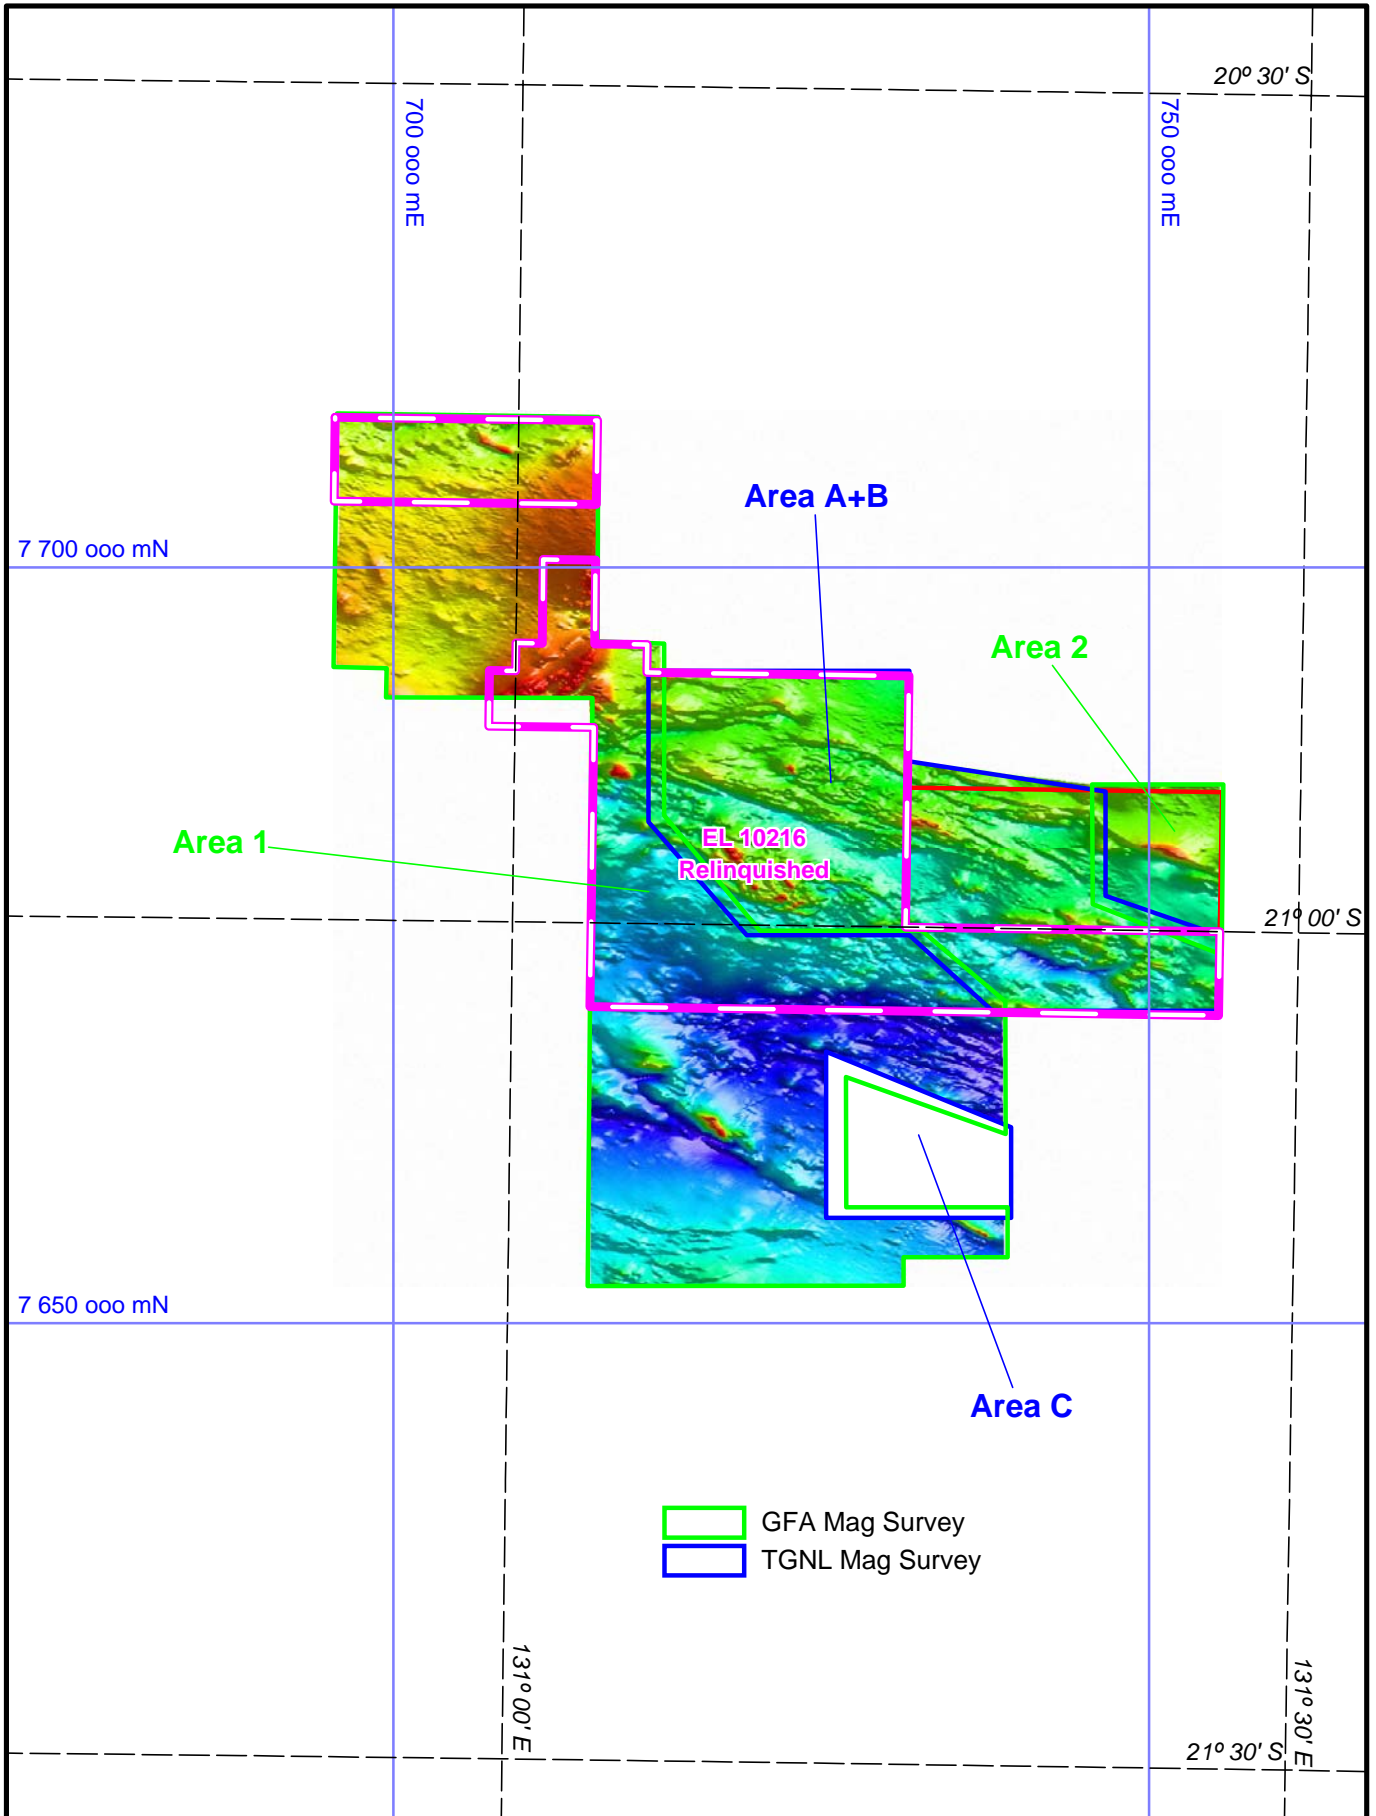 20º 30' S
700 ooo mE
750 ooo mE
Area A+B
7 700 ooo mN
Area 2
Area 1
EL 10216
Relinquished
21º 00' S
7 650 ooo mN
Area C
GFA Mag Survey
TGNL Mag Survey
131º 00' E
131º 30' E
21º 30' S